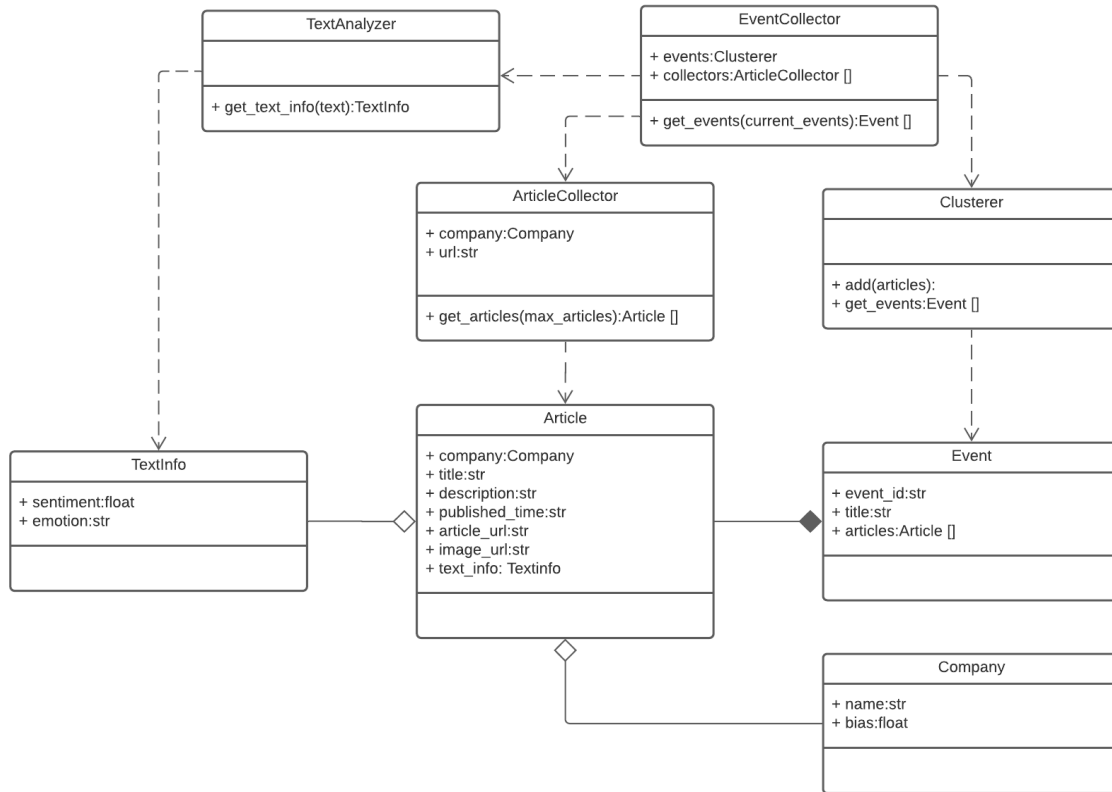 TextAnalyzer
+ get_text_info(text):TextInfo
EventCollector
+ events:Clusterer
+ collectors:ArticleCollector []
+ get_events(current_events):Event []
ArticleCollector
+ company:Company
+ url:str
+ get_articles(max_articles):Article []
Clusterer
+ add(articles):
+ get_events:Event []
TextInfo
+ sentiment:float
+ emotion:str
Article
+ company:Company
+ title:str
+ description:str
+ published_time:str
+ article_url:str
+ image_url:str
+ text_info: Textinfo
Event
+ event_id:str
+ title:str
+ articles:Article []
Company
+ name:str
+ bias:float